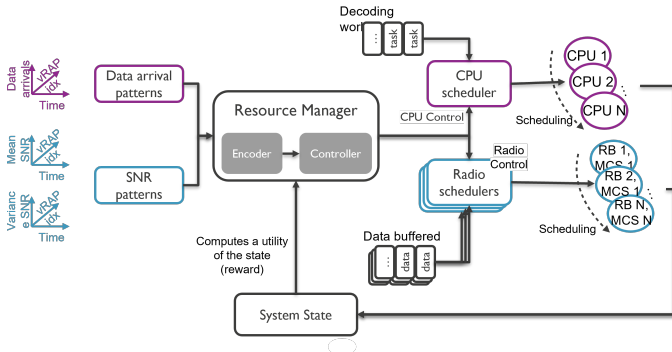 Decoding
work
...
task
task
Data
arrivals
vRAP
idx
Time
Data arrival
patterns
CPU
scheduler
CPU 1
CPU 2
CPU N
Scheduling
Resource Manager
Encoder
Controller
CPU Control
Radio
Control
Mean
SNR
vRAP
idx
Time
SNR
patterns
Radio
schedulers
RB 1,
MCS 1
RB 2,
MCS 1
RB N,
MCS N
Scheduling
Varianc
e SNR
vRAP
idx
Time
Computes a utility
of the state
(reward)
Data buffered
...
data
data
System State